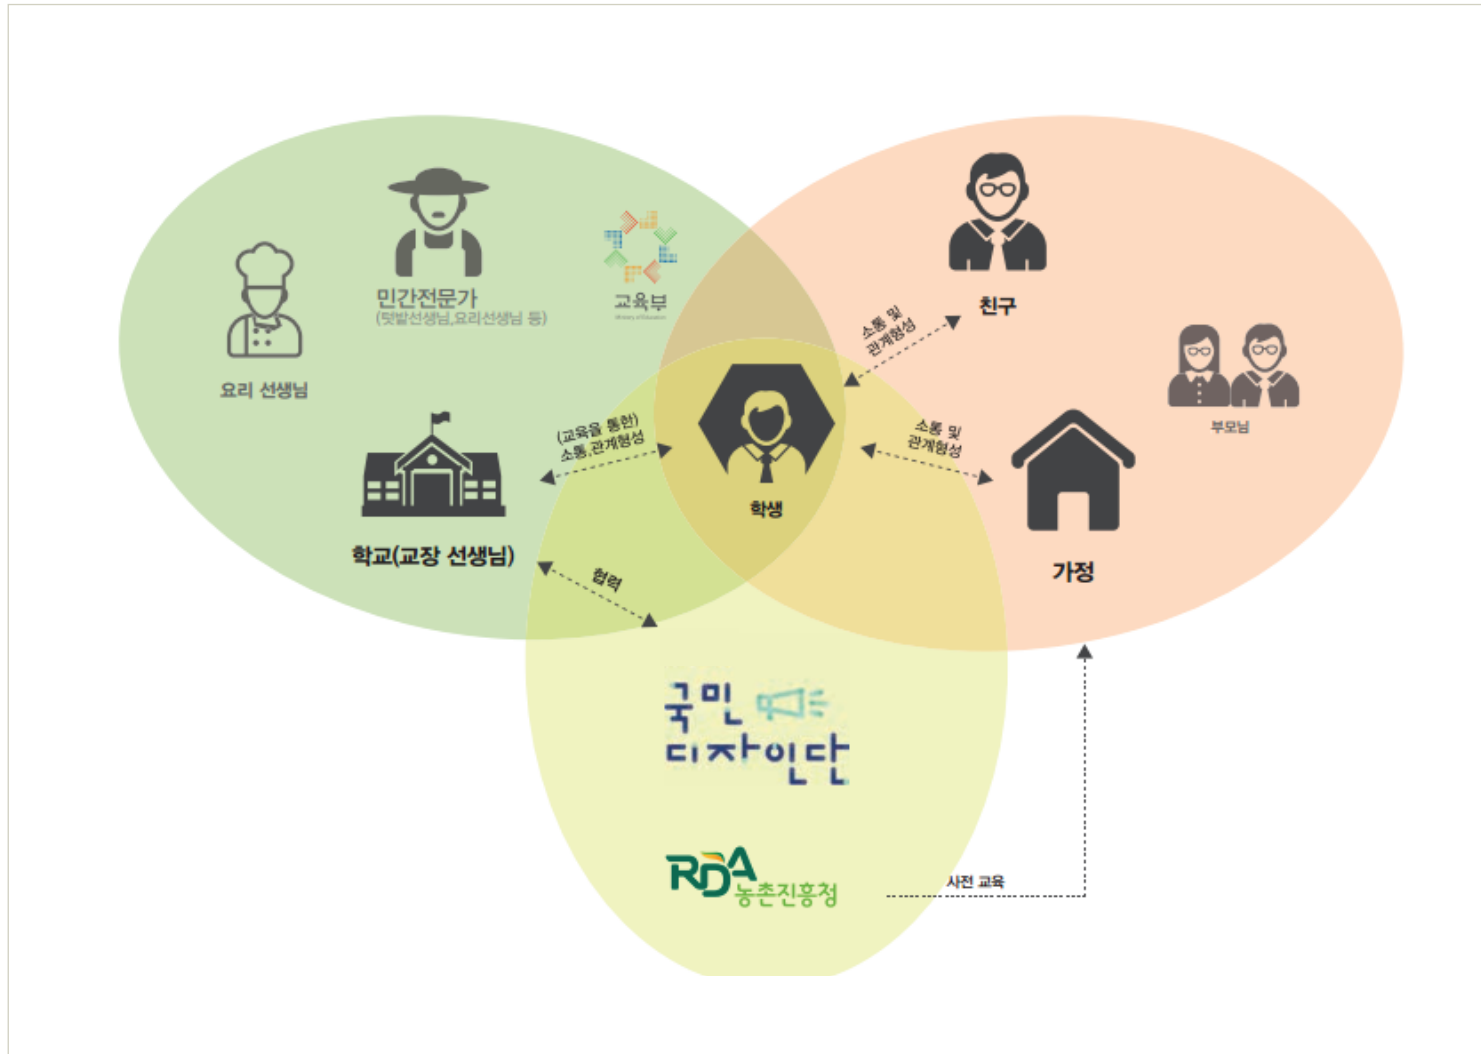 민간전문가
(텃밭선생님,요리선생님 등)
교육부
Ministry of Education
요리 선생님
친구
소통 및
관계형성
부모님
(교육을 통한)
소통,관계형성
소통 및
관계형성
학생
학교(교장 선생님)
협력
가정
국민
디자인단
RDA
농촌진흥청
사전 교육